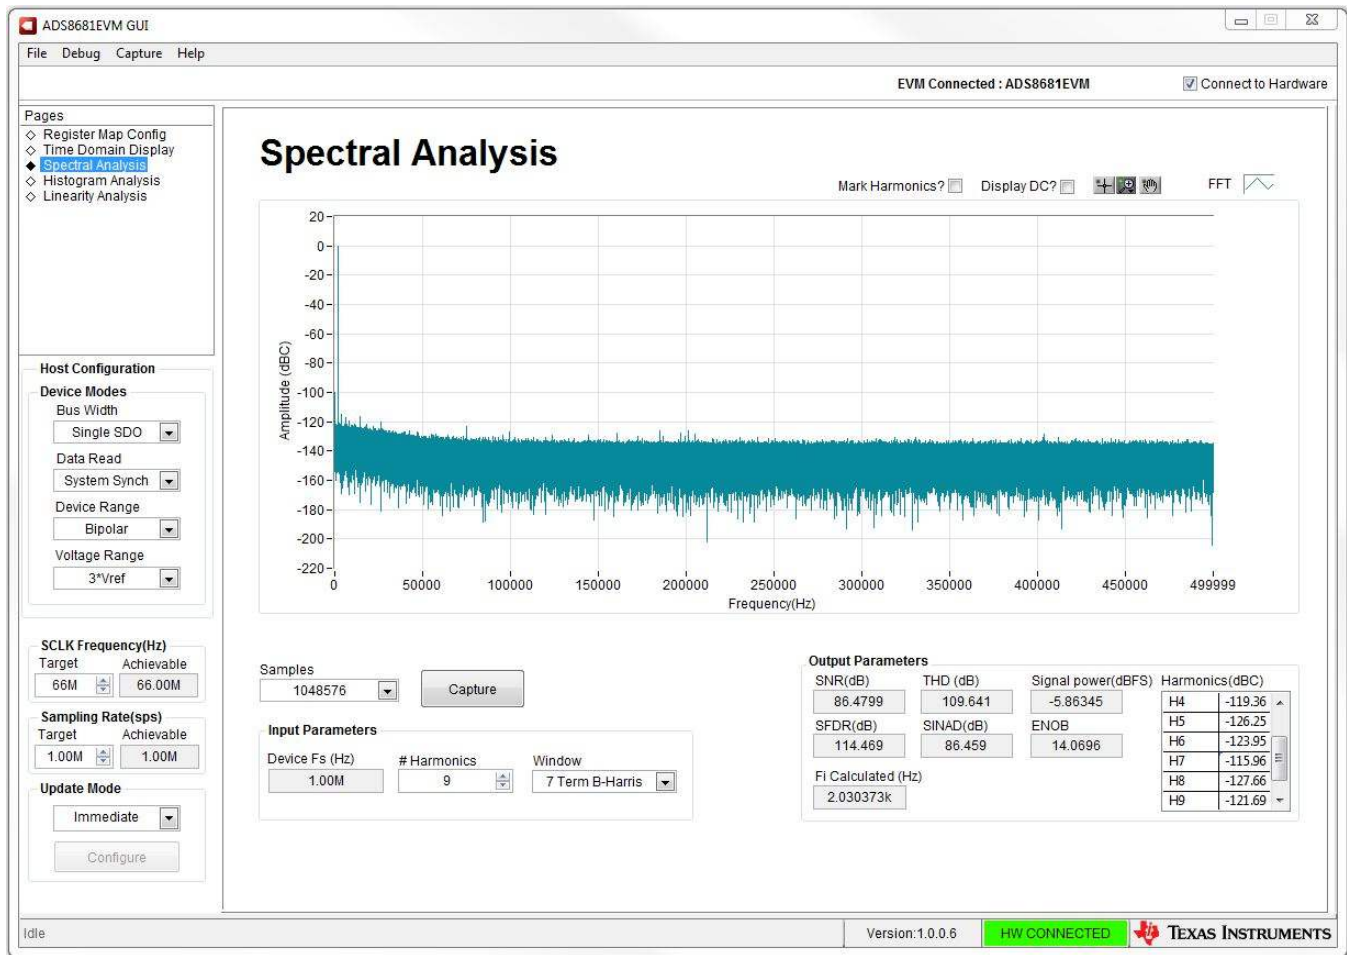 ADS8681EVM GUI
File Debug Capture Help
EVM Connected : ADS8681EVM Connect to Hardware
Pages
Register Map Config
Time Domain Display
Spectral Analysis
Histogram Analysis
Linearity Analysis
Host Configuration
Device Modes
Bus Width
Single SDO
Data Read
System Synch
Device Range
Bipolar
Voltage Range
3*Vref
SCLK Frequency(Hz)
Target Achievable
66M 66.00M
Sampling Rate(sps)
Target Achievable
1.00M 1.00M
Update Mode
Immediate
Configure
Spectral Analysis
Mark Harmonics? Display DC? FFT
Amplitude (dBC)
20
0
-20
-40
-60
-80
-100
-120
-140
-160
-180
-200
-220
0 50000 100000 150000 200000 250000 300000 350000 400000 450000 499999
Frequency(Hz)
Samples
1048576 Capture
Input Parameters
Device Fs (Hz) # Harmonics Window
1.00M 9 7 Term B-Harris
Output Parameters
SNR(dB) THD (dB) Signal power(dBFS)
86.4799 109.641 -5.86345
SFDR(dB) SINAD(dB) ENOB
114.469 86.459 14.0696
Fi Calculated (Hz)
2.030373k
Harmonics(dBC)
H4 -119.36
H5 -126.25
H6 -123.95
H7 -115.96
H8 -127.66
H9 -121.69
Idle Version:1.0.0.6 HW CONNECTED TEXAS INSTRUMENTS